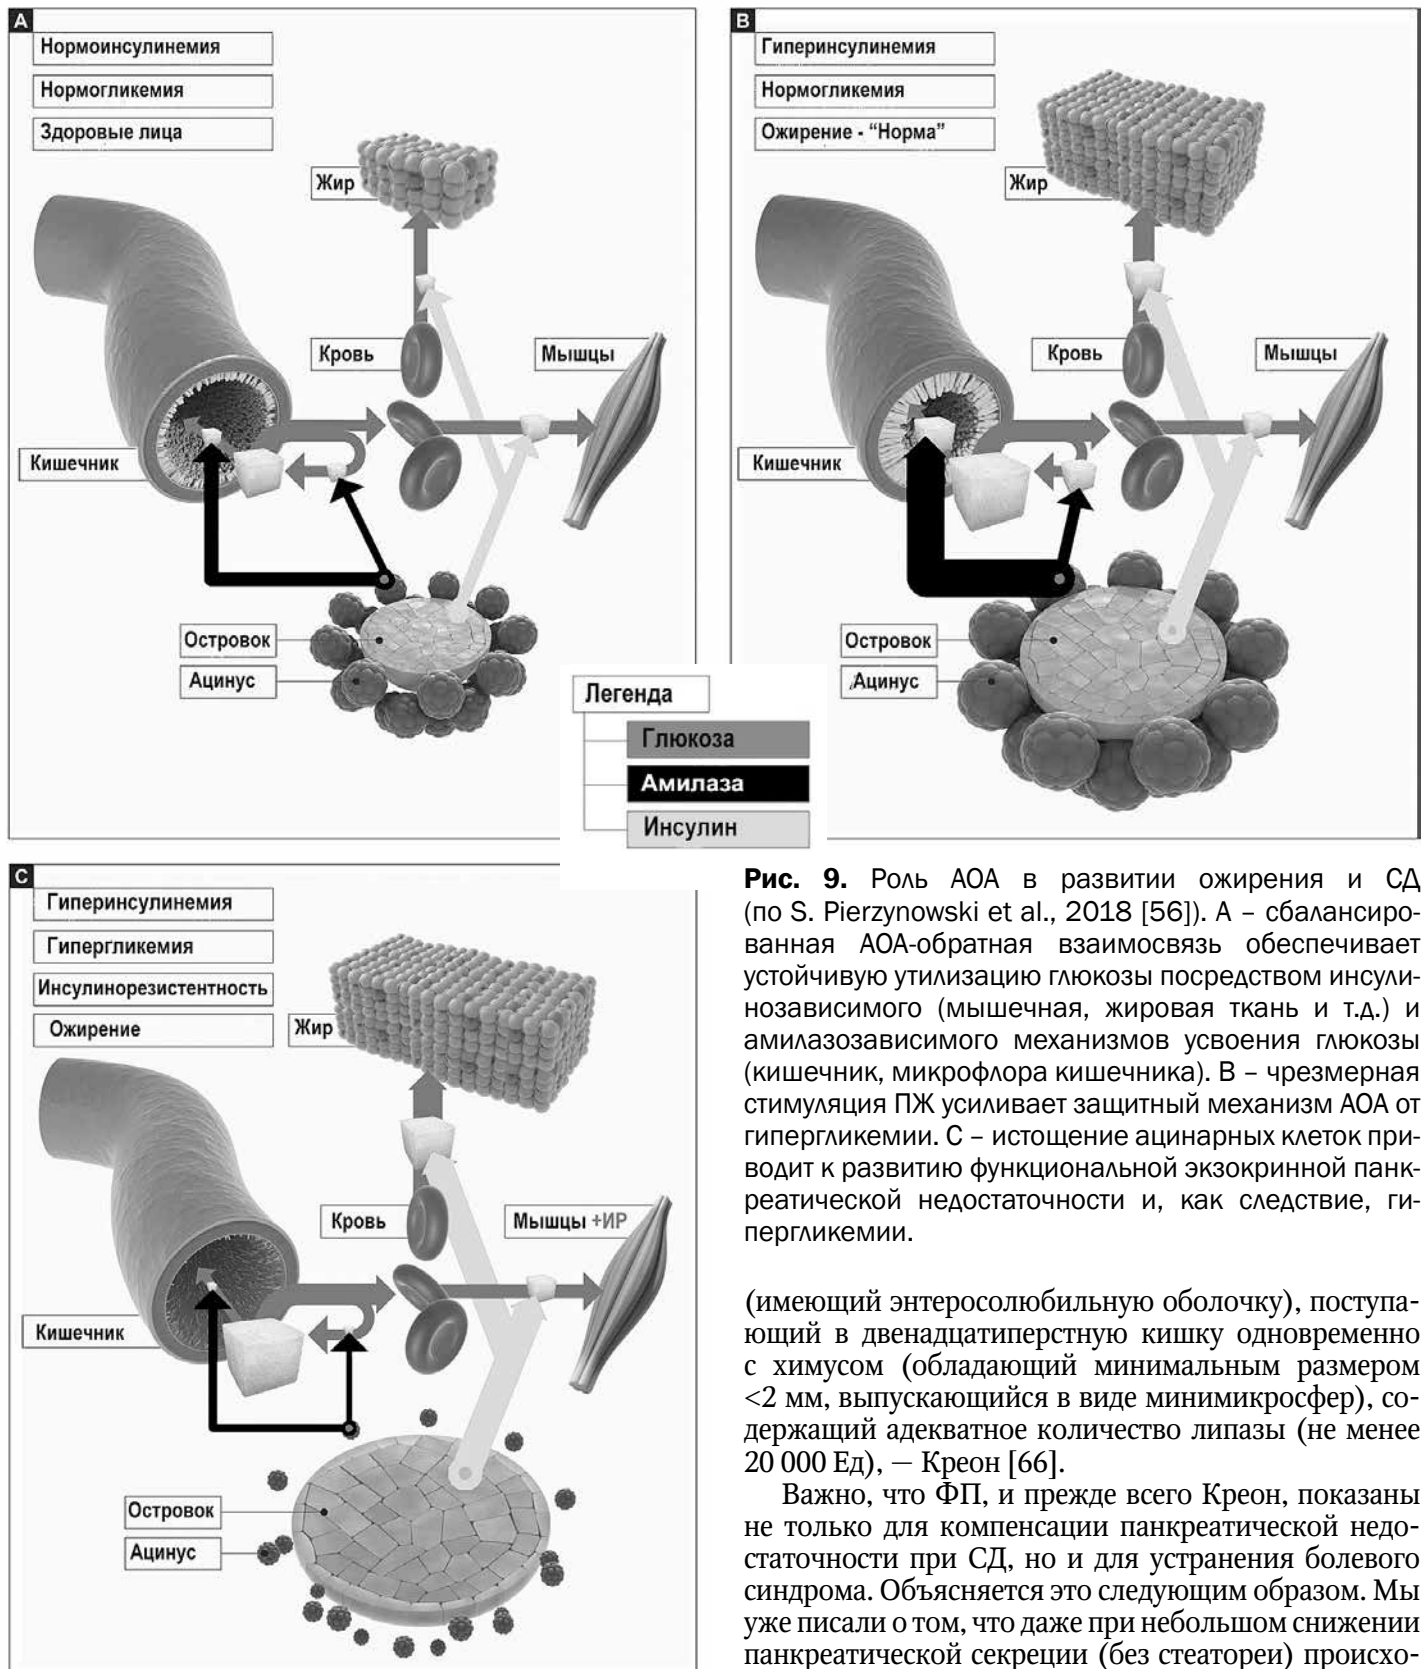 A
Нормоинсулинемия
Нормогликемия
Здоровые лица
Жир
Кровь
Мышцы
Кишечник
Островок
Ацинус
B
Гиперинсулинемия
Нормогликемия
Ожирение - “Норма”
Жир
Кровь
Мышцы
Кишечник
Островок
Ацинус
Легенда
Глюкоза
Амилаза
Инсулин
C
Гиперинсулинемия
Гипергликемия
Инсулинорезистентность
Ожирение
Жир
Кровь
Мышцы +ИР
Кишечник
Островок
Ацинус
Рис. 9. Роль АОА в развитии ожирения и СД
(по S. Pierzynowski et al., 2018 [56]). А – сбалансиро-
ванная АОА-обратная взаимосвязь обеспечивает
устойчивую утилизацию глюкозы посредством инсули-
нозависимого (мышечная, жировая ткань и т.д.) и
амилазозависимого механизмов усвоения глюкозы
(кишечник, микрофлора кишечника). В – чрезмерная
стимуляция ПЖ усиливает защитный механизм АОА от
гипергликемии. С – истощение ацинарных клеток при-
водит к развитию функциональной экзокринной панк-
реатической недостаточности и, как следствие, ги-
пергликемии.
(имеющий энтеросолюбильную оболочку), поступа-
ющий в двенадцатиперстную кишку одновременно
с химусом (обладающий минимальным размером
<2 мм, выпускающийся в виде минимикросфер), со-
держащий адекватное количество липазы (не менее
20 000 Ед), — Креон [66].
Важно, что ФП, и прежде всего Креон, показаны
не только для компенсации панкреатической недо-
статочности при СД, но и для устранения болевого
синдрома. Объясняется это следующим образом. Мы
уже писали о том, что даже при небольшом снижении
панкреатической секреции (без стеатореи) происхо-